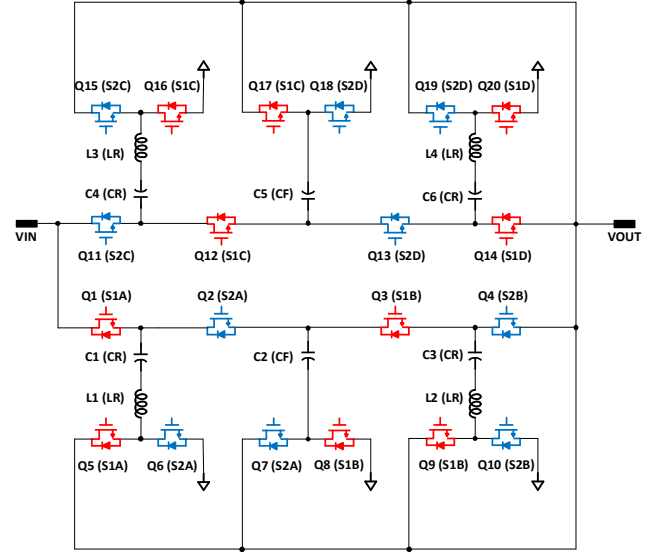 Q15 (S2C) Q16 (S1C) Q17 (S1C) Q18 (S2D) Q19 (S2D) Q20 (S1D)
L3 (LR) L4 (LR)
C4 (CR) C5 (CF) C6 (CR)
VIN VOUT
Q11 (S2C) Q12 (S1C) Q13 (S2D) Q14 (S1D)
Q1 (S1A) Q2 (S2A) Q3 (S1B) Q4 (S2B)
C1 (CR) C2 (CF) C3 (CR)
L1 (LR) L2 (LR)
Q5 (S1A) Q6 (S2A) Q7 (S2A) Q8 (S1B) Q9 (S1B) Q10 (S2B)